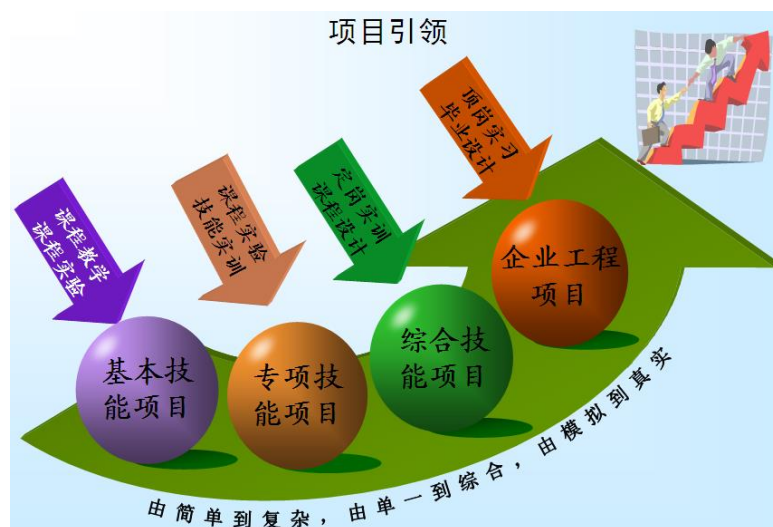 项目引领
课程教学
课程实验
课程实验
技能实训
定岗实训
课程设计
顶岗实习
毕业设计
基本技
能项目
专项技
能项目
综合技
能项目
企业工程
项目
由简单到复杂，由单一到综合，由模拟到真实